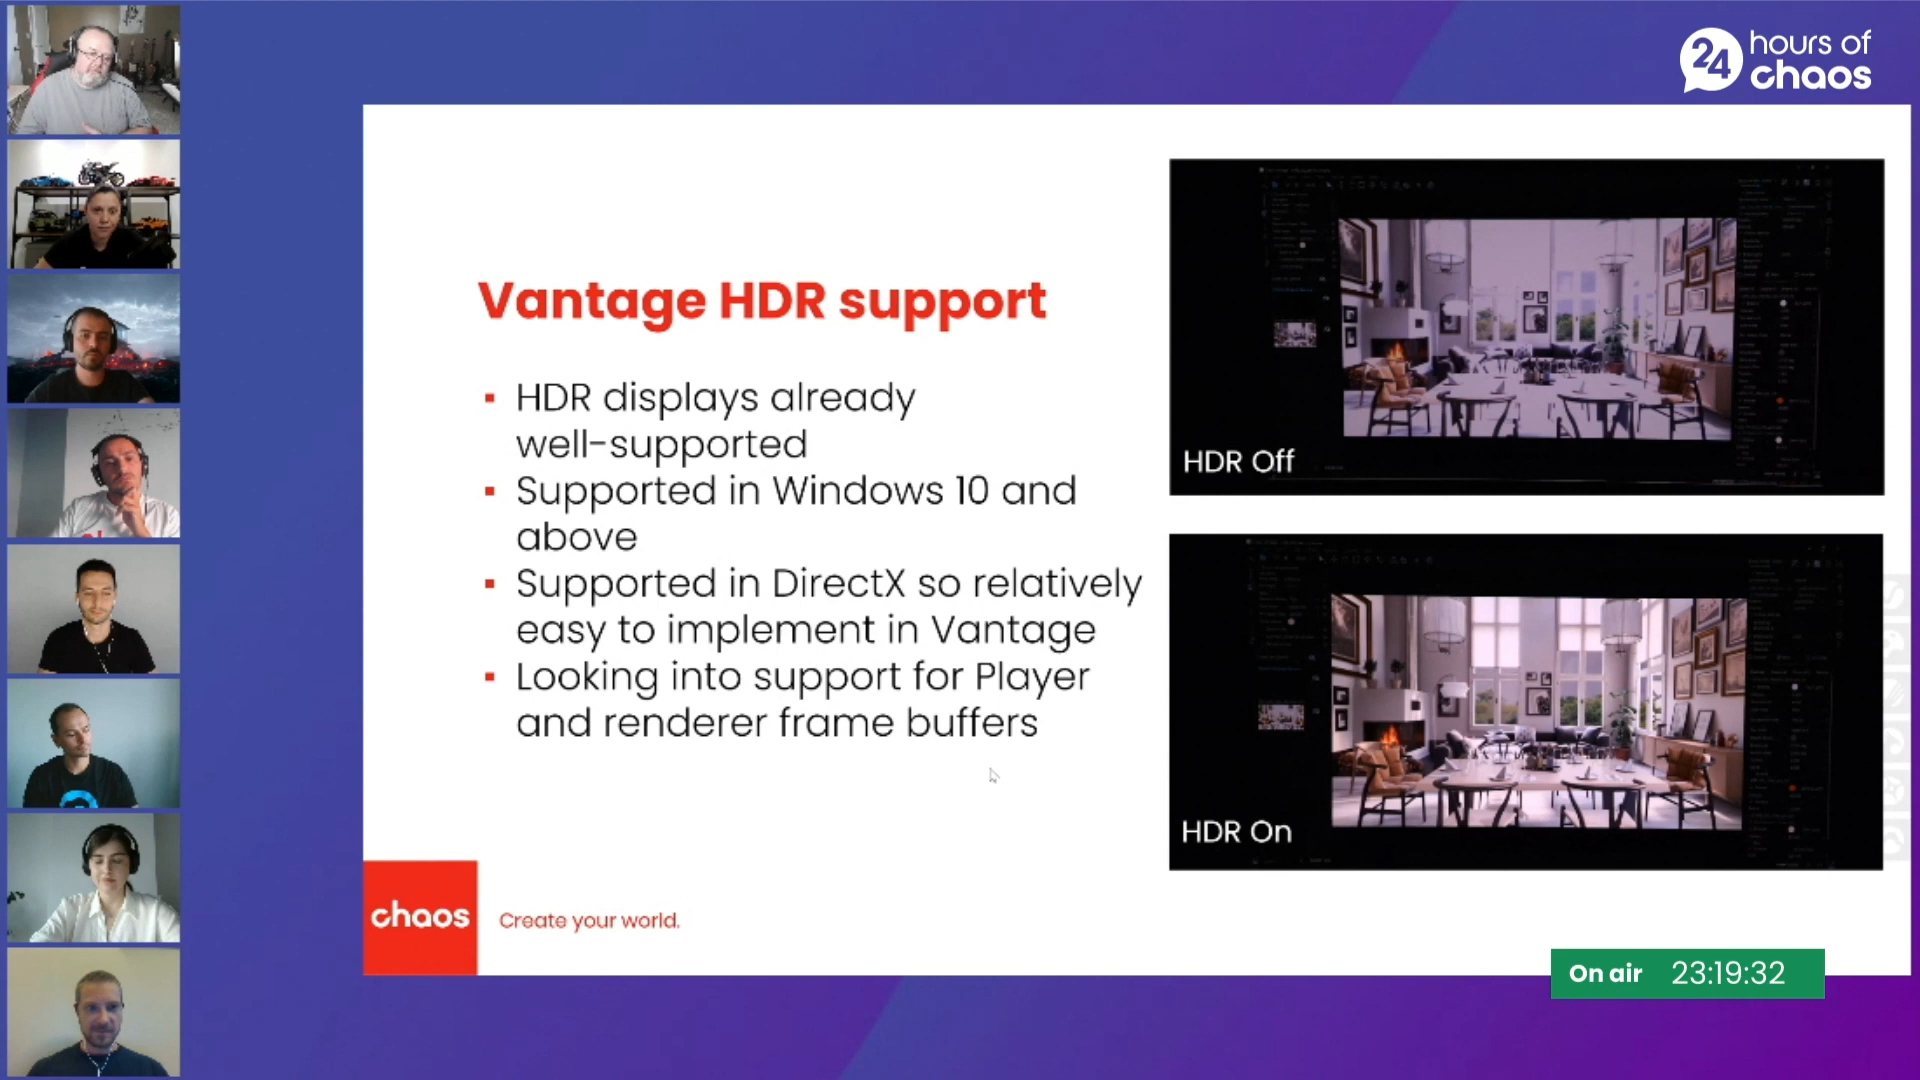 24 hours of
chaos
Vantage HDR support
▪ HDR displays already
well-supported
▪ Supported in Windows 10 and
above
▪ Supported in DirectX so relatively
easy to implement in Vantage
▪ Looking into support for Player
and renderer frame buffers
HDR Off
HDR On
chaos
Create your world.
On air 23:19:32